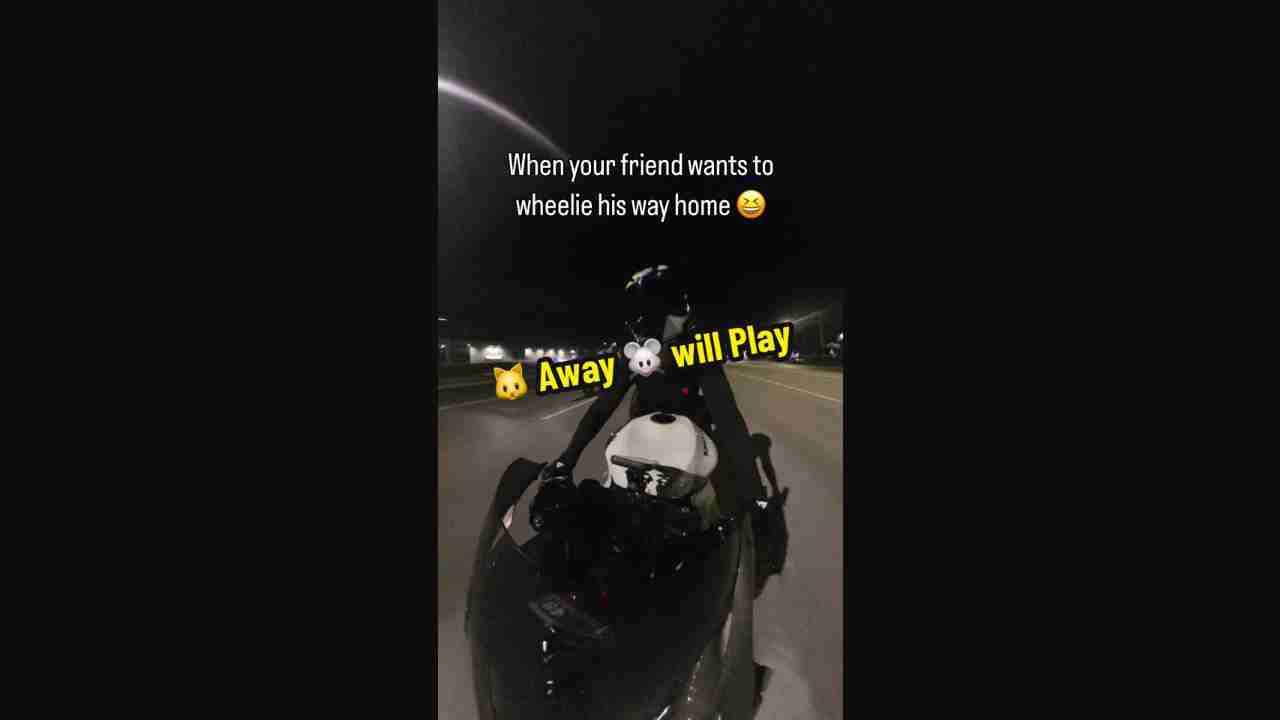 When your friend wants to
wheelie his way home 😆
🐱 Away 🐭 will Play